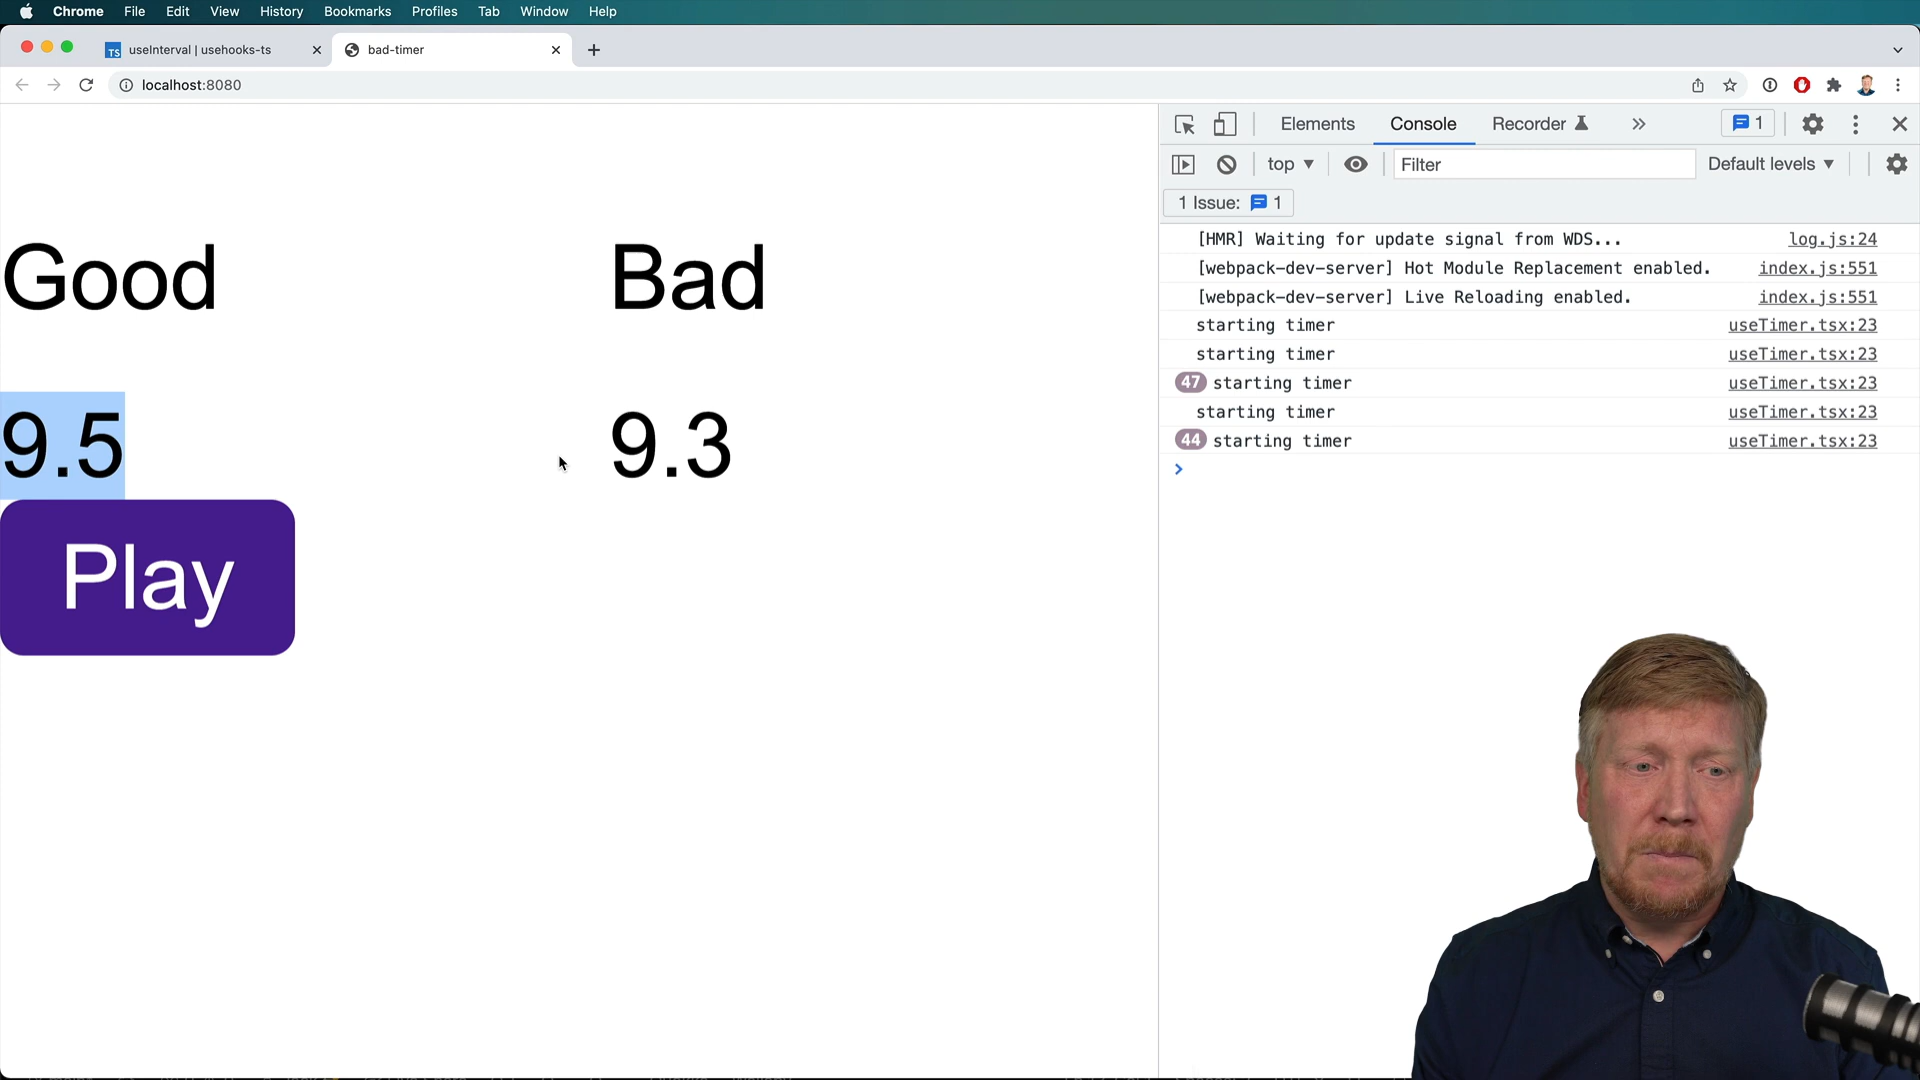 Chrome File Edit View History Bookmarks Profiles Tab Window Help
TS useInterval | usehooks-ts
bad-timer
localhost:8080
Elements Console Recorder 1
top Filter Default levels
1 Issue: 1
[HMR] Waiting for update signal from WDS... log.js:24
[webpack-dev-server] Hot Module Replacement enabled. index.js:551
[webpack-dev-server] Live Reloading enabled. index.js:551
starting timer useTimer.tsx:23
starting timer useTimer.tsx:23
47 starting timer useTimer.tsx:23
starting timer useTimer.tsx:23
44 starting timer useTimer.tsx:23
Good Bad
9.5 9.3
Play